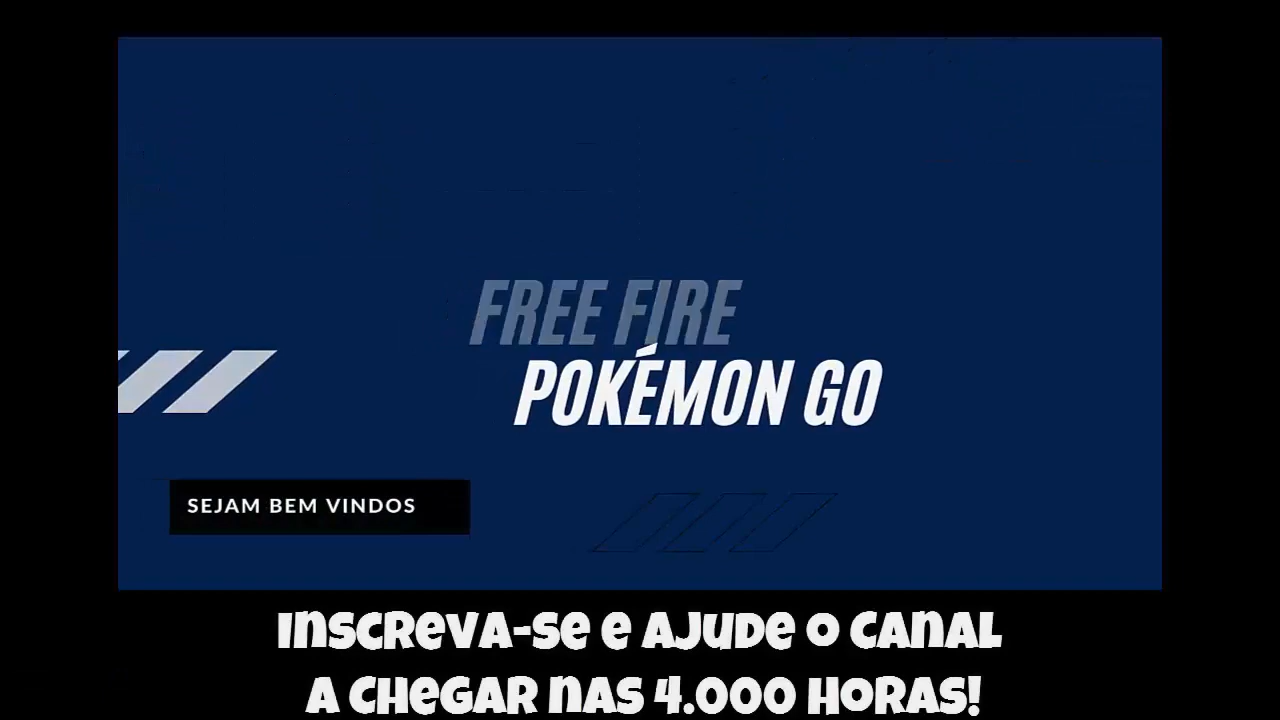 FREE FIRE
POKÉMON GO
SEJAM BEM VINDOS
INSCREVA-SE E AJUDE O CANAL
A CHEGAR NAS 4.000 HORAS!